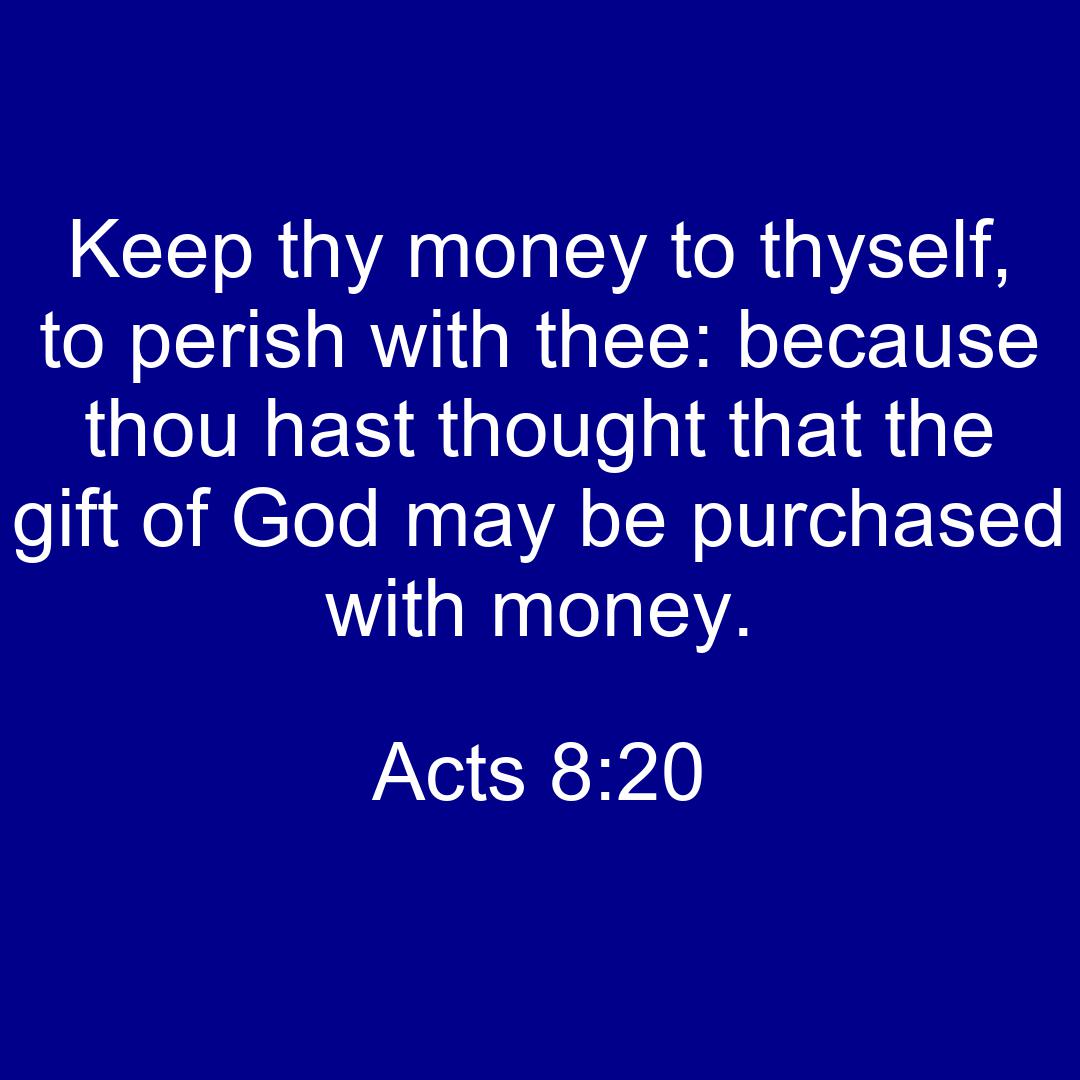 Keep thy money to thyself,
to perish with thee: because
thou hast thought that the
gift of God may be purchased
with money.
Acts 8:20